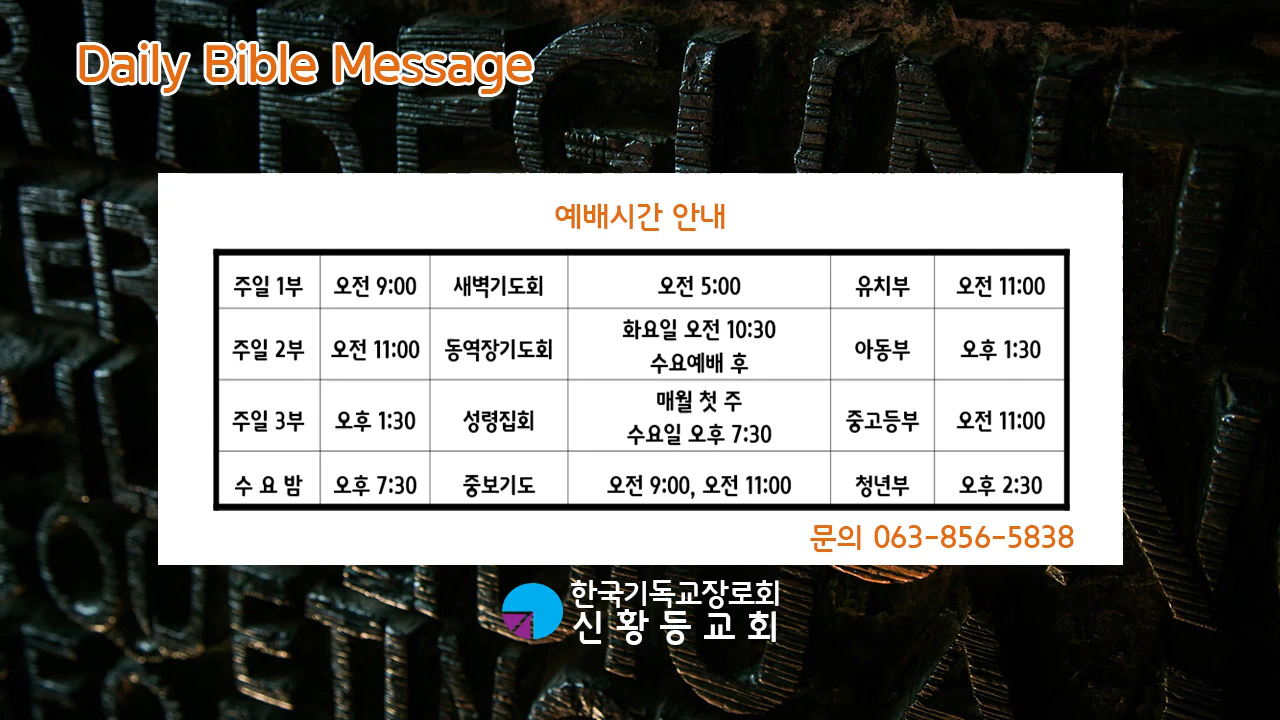 Daily Bible Message
예배시간 안내
주일 1부 오전 9:00 새벽기도회 오전 5:00 유치부 오전 11:00
주일 2부 오전 11:00 동역장기도회 화요일 오전 10:30 수요예배 후 아동부 오후 1:30
주일 3부 오후 1:30 성령집회 매월 첫 주 수요일 오후 7:30 중고등부 오전 11:00
수 요 밤 오후 7:30 중보기도 오전 9:00, 오전 11:00 청년부 오후 2:30
문의 063-856-5838
한국기독교장로회
신 황 등 교 회